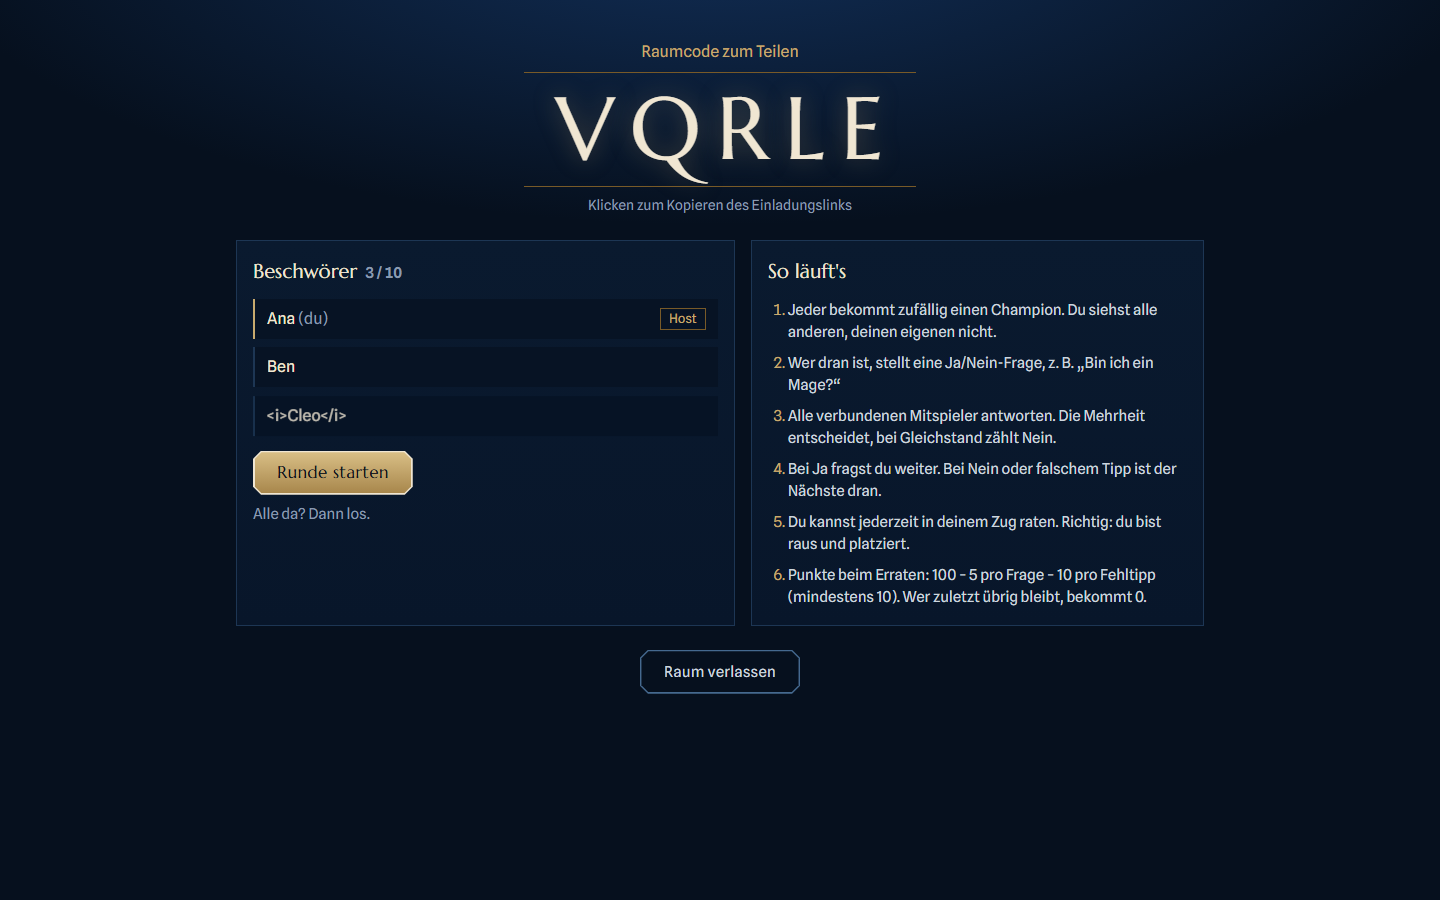 Raumcode zum Teilen
VQRLE
Klicken zum Kopieren des Einladungslinks
Beschwörer 3 / 10
Ana (du) Host
Ben
<i>Cleo</i>
Runde starten
Alle da? Dann los.
So läuft's
1. Jeder bekommt zufällig einen Champion. Du siehst alle
anderen, deinen eigenen nicht.
2. Wer dran ist, stellt eine Ja/Nein-Frage, z. B. „Bin ich ein
Mage?“
3. Alle verbundenen Mitspieler antworten. Die Mehrheit
entscheidet, bei Gleichstand zählt Nein.
4. Bei Ja fragst du weiter. Bei Nein oder falschem Tipp ist der
Nächste dran.
5. Du kannst jederzeit in deinem Zug raten. Richtig: du bist
raus und platziert.
6. Punkte beim Erraten: 100 − 5 pro Frage − 10 pro Fehltipp
(mindestens 10). Wer zuletzt übrig bleibt, bekommt 0.
Raum verlassen